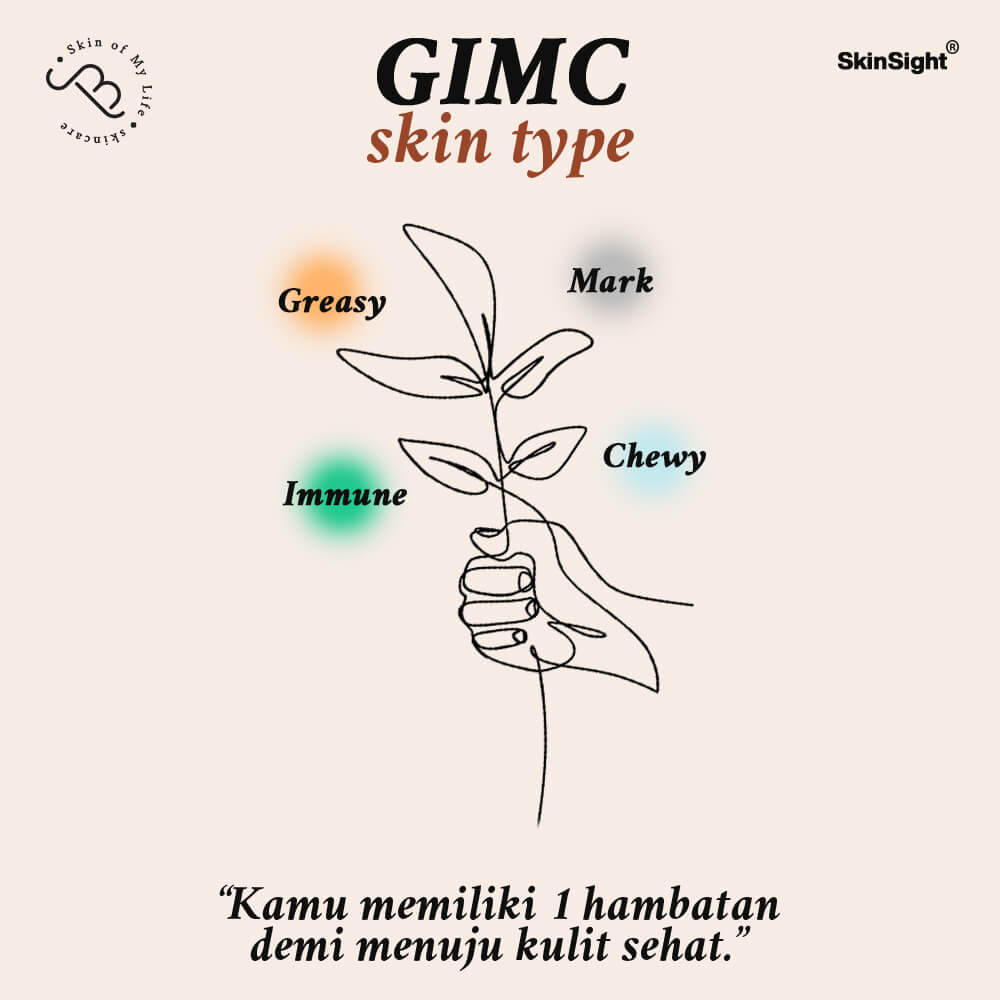 Skin of My Life
skincare
GIMC
skin type
SkinSight®
Greasy
Mark
Chewy
Immune
“Kamu memiliki 1 hambatan
demi menuju kulit sehat.”